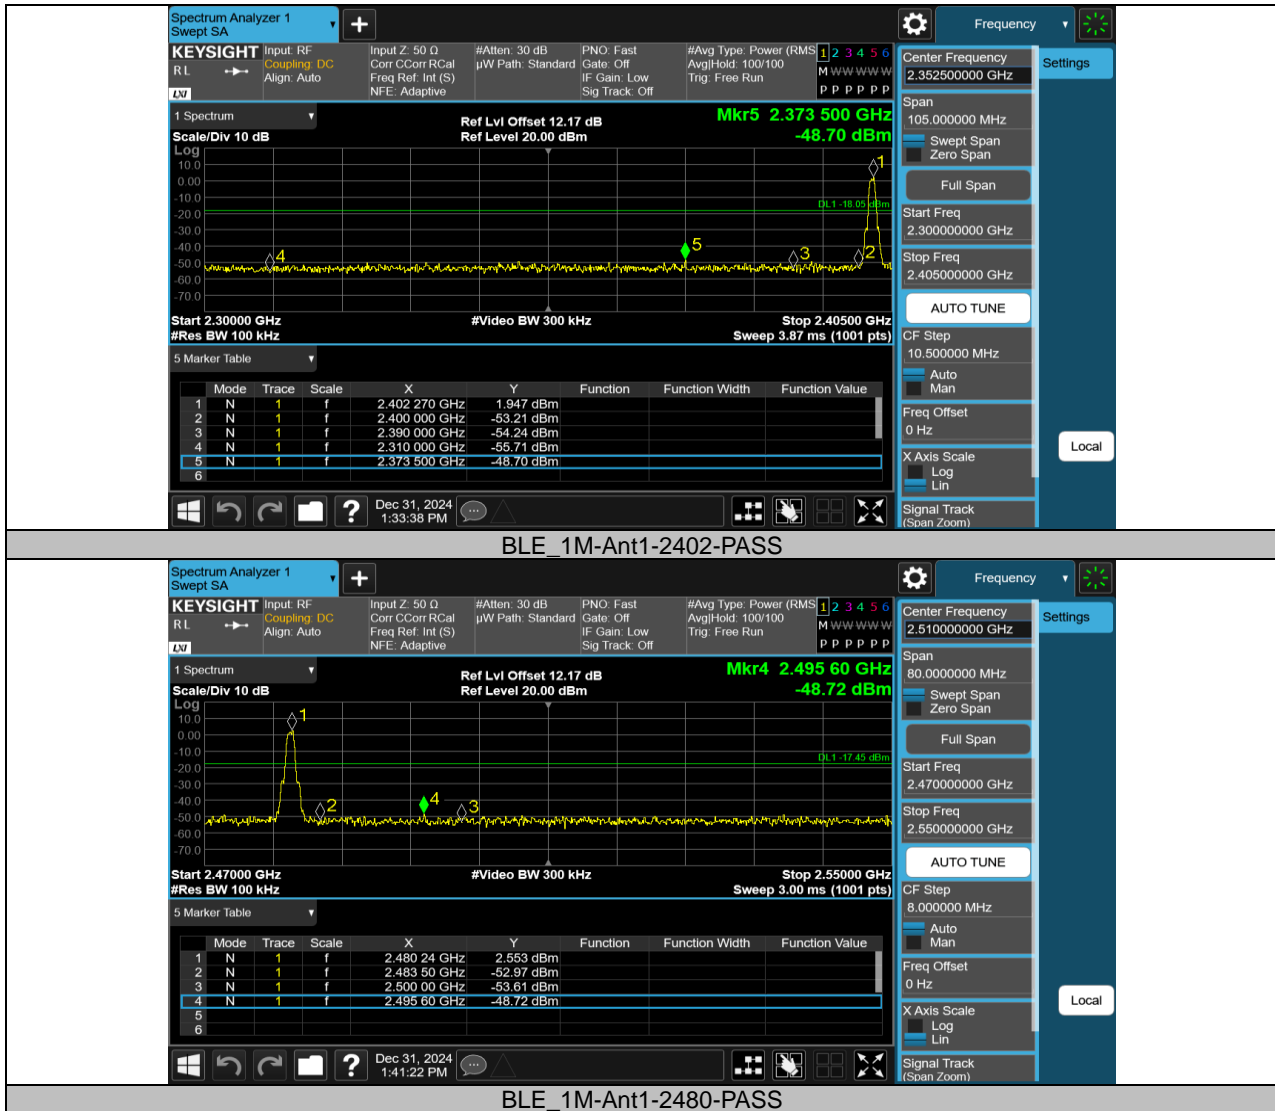 Spectrum Analyzer 1
Swept SA
+
Frequency
KEYSIGHT
R L
LXI
Input: RF
Coupling: DC
Align: Auto
Input Z: 50 Ω
Corr CCorr RCal
Freq Ref: Int (S)
NFE: Adaptive
#Atten: 30 dB
µW Path: Standard
PNO: Fast
Gate: Off
IF Gain: Low
Sig Track: Off
#Avg Type: Power (RMS
Avg|Hold: 100/100
Trig: Free Run
1 2 3 4 5 6
M W W W W W
P P P P P P
Center Frequency
2.352500000 GHz
Settings
Span
105.000000 MHz
Swept Span
Zero Span
Full Span
Start Freq
2.300000000 GHz
Stop Freq
2.405000000 GHz
AUTO TUNE
CF Step
10.500000 MHz
Auto
Man
Freq Offset
0 Hz
X Axis Scale
Log
Lin
Signal Track
(Span Zoom)
Local
1 Spectrum
Scale/Div 10 dB
Ref Lvl Offset 12.17 dB
Ref Level 20.00 dBm
Mkr5 2.373 500 GHz
-48.70 dBm
Log
10.0
0.00
-10.0
-20.0
-30.0
-40.0
-50.0
-60.0
-70.0
DL1 -18.05 dBm
1
2
3
4
5
Start 2.30000 GHz
#Res BW 100 kHz
#Video BW 300 kHz
Stop 2.40500 GHz
Sweep 3.87 ms (1001 pts)
5 Marker Table
Mode Trace Scale X Y Function Function Width Function Value
1 N 1 f 2.402 270 GHz 1.947 dBm
2 N 1 f 2.400 000 GHz -53.21 dBm
3 N 1 f 2.390 000 GHz -54.24 dBm
4 N 1 f 2.310 000 GHz -55.71 dBm
5 N 1 f 2.373 500 GHz -48.70 dBm
6
?
Dec 31, 2024
1:33:38 PM
BLE_1M-Ant1-2402-PASS
Spectrum Analyzer 1
Swept SA
+
Frequency
KEYSIGHT
R L
LXI
Input: RF
Coupling: DC
Align: Auto
Input Z: 50 Ω
Corr CCorr RCal
Freq Ref: Int (S)
NFE: Adaptive
#Atten: 30 dB
µW Path: Standard
PNO: Fast
Gate: Off
IF Gain: Low
Sig Track: Off
#Avg Type: Power (RMS
Avg|Hold: 100/100
Trig: Free Run
1 2 3 4 5 6
M W W W W W
P P P P P P
Center Frequency
2.510000000 GHz
Settings
Span
80.0000000 MHz
Swept Span
Zero Span
Full Span
Start Freq
2.470000000 GHz
Stop Freq
2.550000000 GHz
AUTO TUNE
CF Step
8.000000 MHz
Auto
Man
Freq Offset
0 Hz
X Axis Scale
Log
Lin
Signal Track
(Span Zoom)
Local
1 Spectrum
Scale/Div 10 dB
Ref Lvl Offset 12.17 dB
Ref Level 20.00 dBm
Mkr4 2.495 60 GHz
-48.72 dBm
Log
10.0
0.00
-10.0
-20.0
-30.0
-40.0
-50.0
-60.0
-70.0
DL1 -17.45 dBm
1
2
4
3
Start 2.47000 GHz
#Res BW 100 kHz
#Video BW 300 kHz
Stop 2.55000 GHz
Sweep 3.00 ms (1001 pts)
5 Marker Table
Mode Trace Scale X Y Function Function Width Function Value
1 N 1 f 2.480 24 GHz 2.553 dBm
2 N 1 f 2.483 50 GHz -52.97 dBm
3 N 1 f 2.500 00 GHz -53.61 dBm
4 N 1 f 2.495 60 GHz -48.72 dBm
5
6
?
Dec 31, 2024
1:41:22 PM
BLE_1M-Ant1-2480-PASS